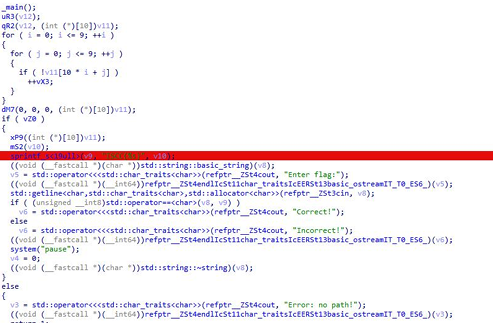 _main();
uR3(v12);
qR2(v12, (int (*)[10])v11);
for ( i = 0; i <= 9; ++i )
{
for ( j = 0; j <= 9; ++j )
{
if ( !v11[10 * i + j] )
++vX3;
}
}
dM7(0, 0, 0, (int (*)[10])v11);
if ( vZ0 )
{
xP9((int (*)[10])v11);
mS2(v10);
(v9, v10);
((void (__fastcall *)(char *))std::string::basic_string)(v8);
v5 = std::operator<<<std::char_traits<char>>(refptr__ZSt4cout, "Enter flag:");
((void (__fastcall *)(__int64))refptr__ZSt4endlIcSt11char_traitsIcEERSt13basic_ostreamIT_T0_ES6_)(v5);
std::getline<char,std::char_traits<char>,std::allocator<char>>(refptr__ZSt3cin, v8);
if ( (unsigned __int8)std::operator==<char>(v8, v9) )
v6 = std::operator<<<std::char_traits<char>>(refptr__ZSt4cout, "Correct!");
else
v6 = std::operator<<<std::char_traits<char>>(refptr__ZSt4cout, "Incorrect!");
((void (__fastcall *)(__int64))refptr__ZSt4endlIcSt11char_traitsIcEERSt13basic_ostreamIT_T0_ES6_)(v6);
system("pause");
v4 = 0;
((void (__fastcall *)(char *))std::string::~string)(v8);
}
else
{
v3 = std::operator<<<std::char_traits<char>>(refptr__ZSt4cout, "Error: no path!");
((void (__fastcall *)(__int64))refptr__ZSt4endlIcSt11char_traitsIcEERSt13basic_ostreamIT_T0_ES6_)(v3);